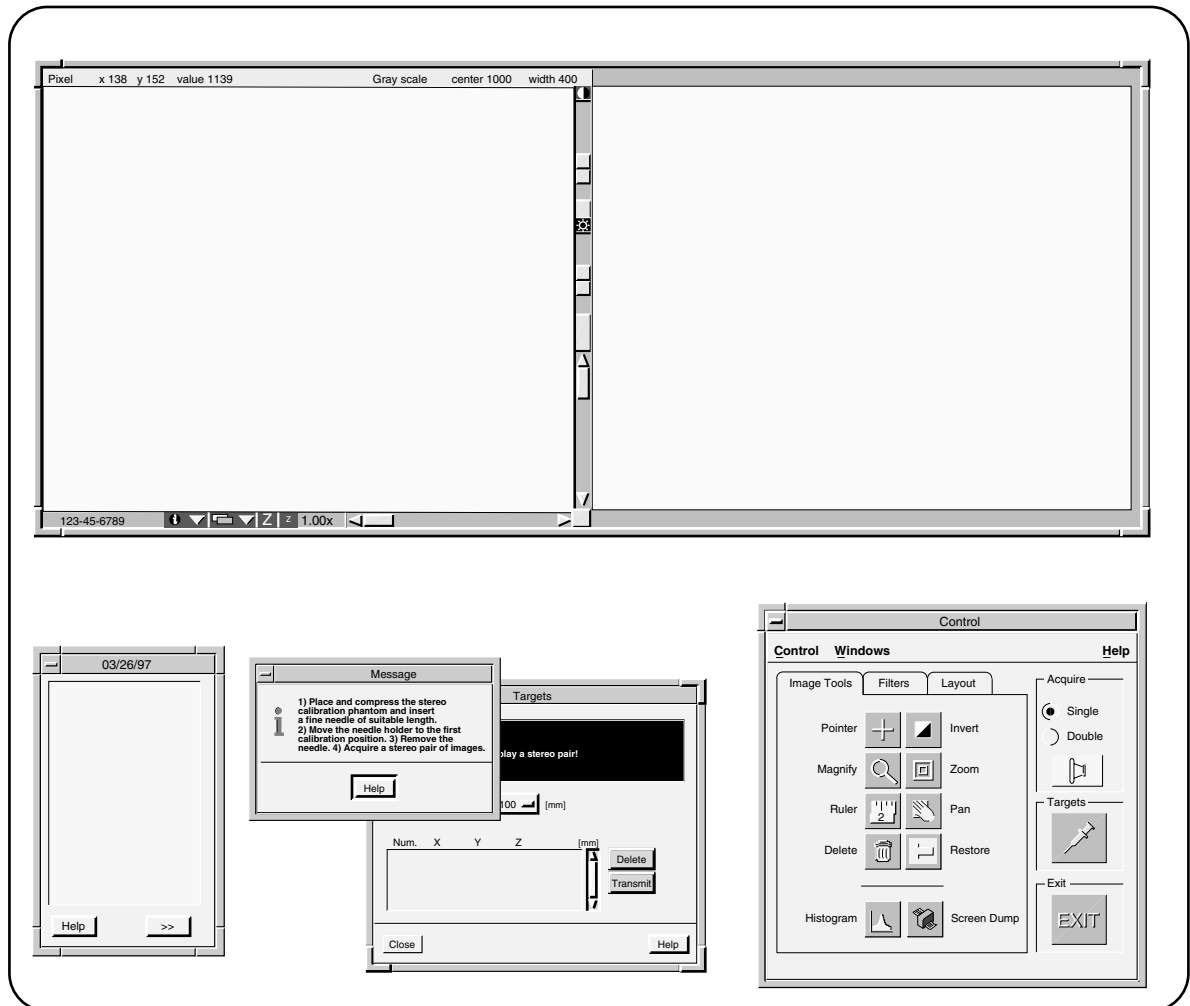 Pixel x 138 y 152 value 1139 Gray scale center 1000 width 400
123-45-6789 Z z 1.00x
03/26/97
Help >>
Message
1) Place and compress the stereo
calibration phantom and insert
a fine needle of suitable length.
2) Move the needle holder to the first
calibration position. 3) Remove the
needle. 4) Acquire a stereo pair of images.
Help
Targets
play a stereo pair!
100 [mm]
Num. X Y Z [mm]
Delete
Transmit
Close Help
Control
Control Windows Help
Image Tools Filters Layout
Pointer Invert
Magnify Zoom
Ruler 2 Pan
Delete Restore
Histogram Screen Dump
Acquire
Single
Double
Targets
Exit
EXIT